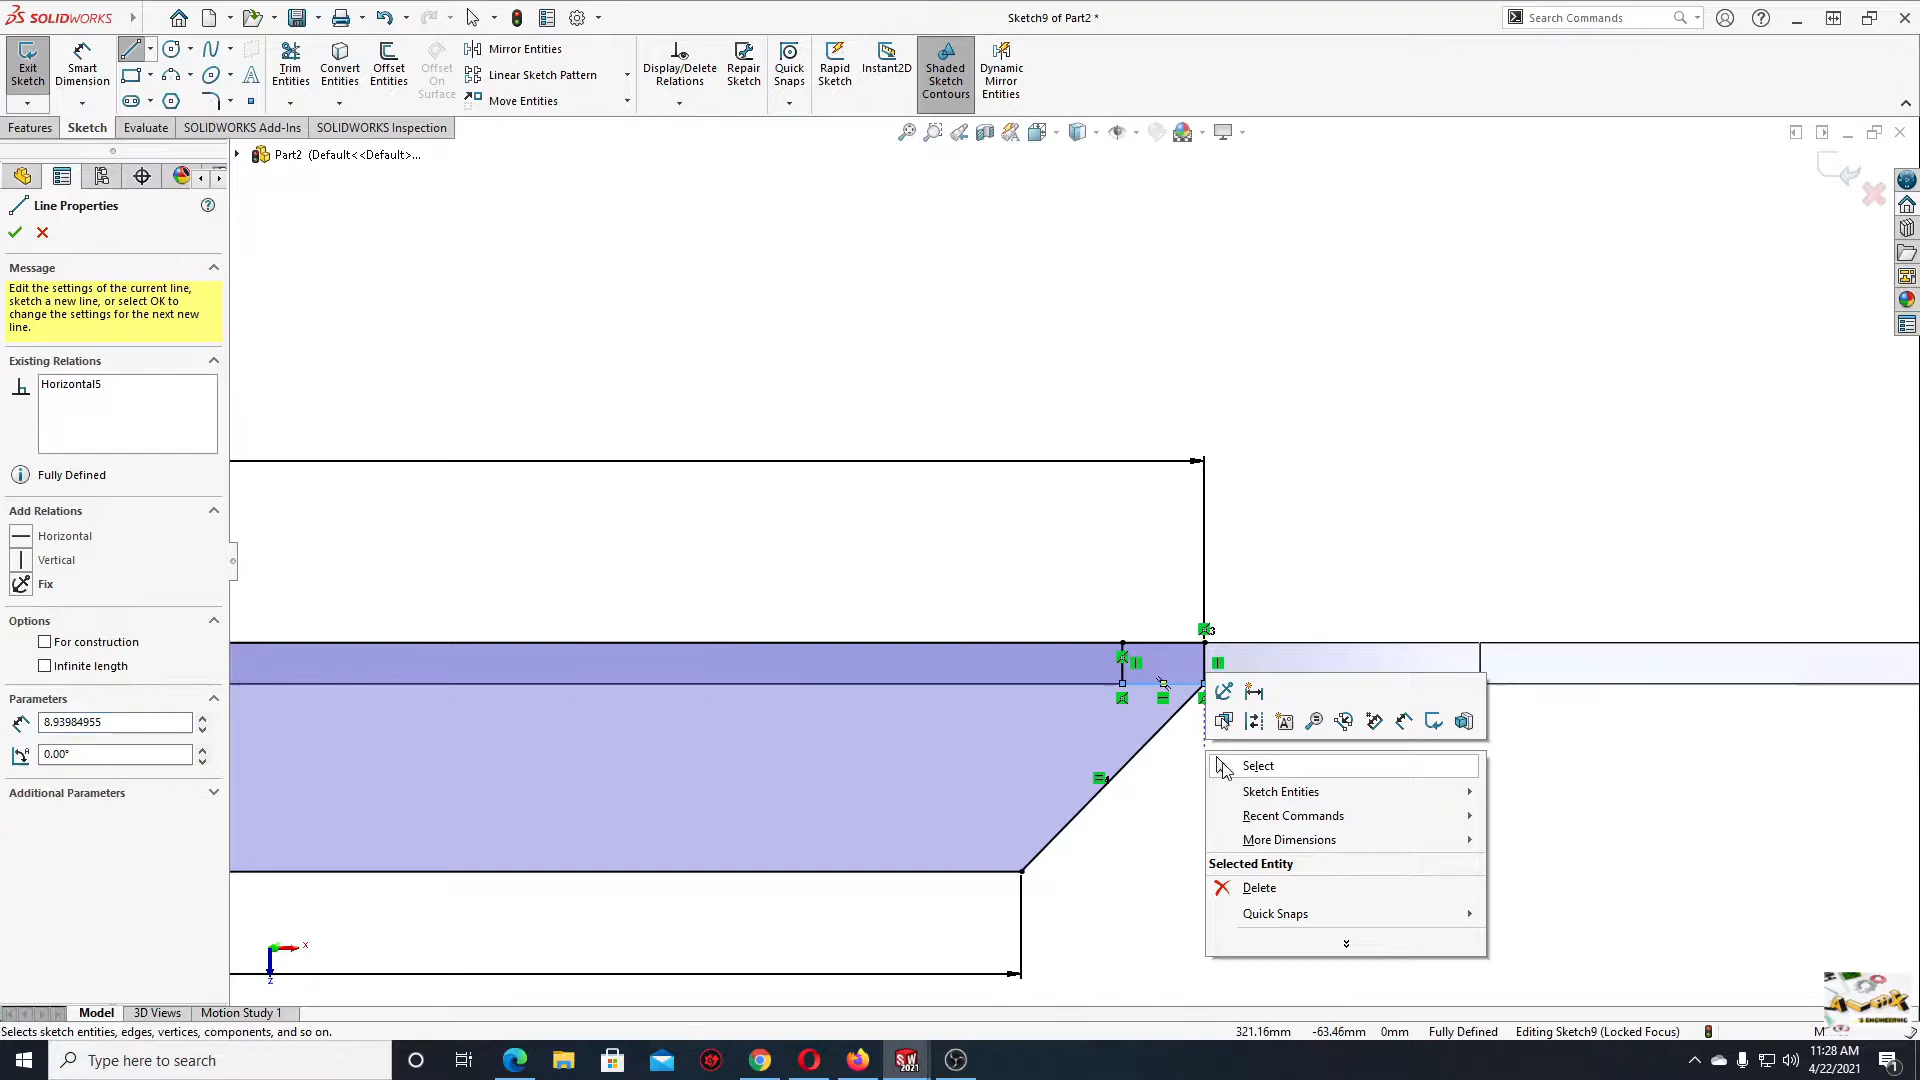 SOLIDWORKS
Sketch9 of Part2 *
Search Commands
Exit Sketch
Smart Dimension
Trim Entities
Convert Entities
Offset Entities
Offset On Surface
Mirror Entities
Linear Sketch Pattern
Move Entities
Display/Delete Relations
Repair Sketch
Quick Snaps
Rapid Sketch
Instant2D
Shaded Sketch Contours
Dynamic Mirror Entities
Features
Sketch
Evaluate
SOLIDWORKS Add-Ins
SOLIDWORKS Inspection
Part2 (Default<<Default>...
Line Properties
Message
Edit the settings of the current line,
sketch a new line, or select OK to
change the settings for the next new
line.
Existing Relations
Horizontal5
Fully Defined
Add Relations
Horizontal
Vertical
Fix
Options
For construction
Infinite length
Parameters
8.93984955
0.00°
Additional Parameters
3
4
x
z
Select
Sketch Entities
Recent Commands
More Dimensions
Selected Entity
Delete
Quick Snaps
Model
3D Views
Motion Study 1
Selects sketch entities, edges, vertices, components, and so on.
321.16mm
-63.46mm
0mm
Fully Defined
Editing Sketch9 (Locked Focus)
Type here to search
SW
2021
11:28 AM
4/22/2021
1